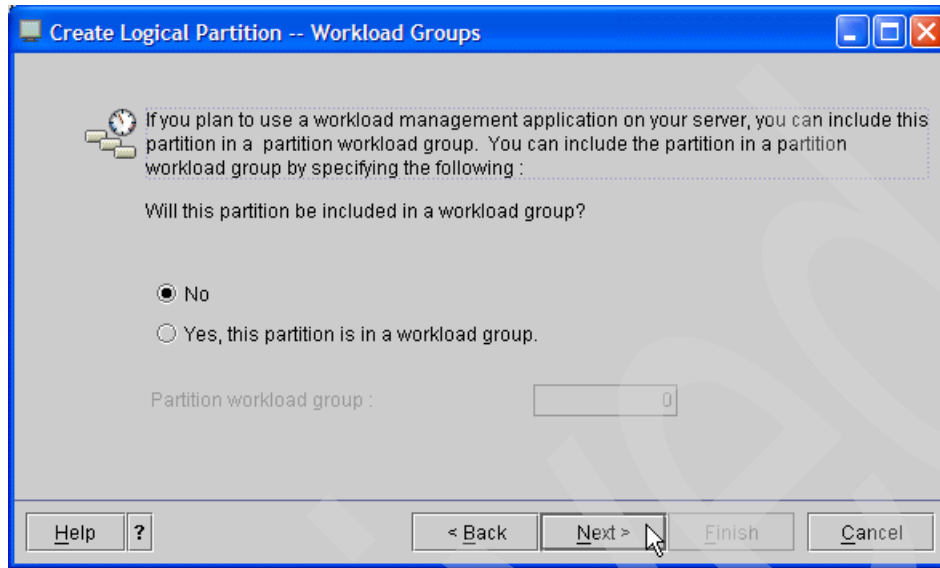 Create Logical Partition -- Workload Groups
If you plan to use a workload management application on your server, you can include this
partition in a partition workload group. You can include the partition in a partition
workload group by specifying the following :
Will this partition be included in a workload group?
No
Yes, this partition is in a workload group.
Partition workload group : 0
Help ? < Back Next > Finish Cancel